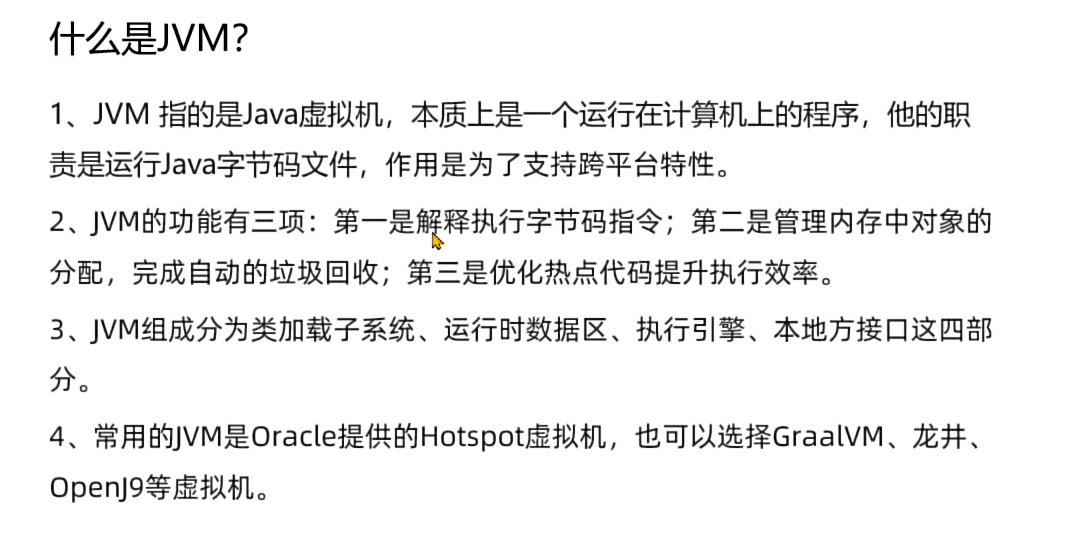 什么是JVM？
1、JVM 指的是Java虚拟机，本质上是一个运行在计算机上的程序，他的职
责是运行Java字节码文件，作用是为了支持跨平台特性。
2、JVM的功能有三项：第一是解释执行字节码指令；第二是管理内存中对象的
分配，完成自动的垃圾回收；第三是优化热点代码提升执行效率。
3、JVM组成分为类加载子系统、运行时数据区、执行引擎、本地方接口这四部
分。
4、常用的JVM是Oracle提供的Hotspot虚拟机，也可以选择GraalVM、龙井、
OpenJ9等虚拟机。